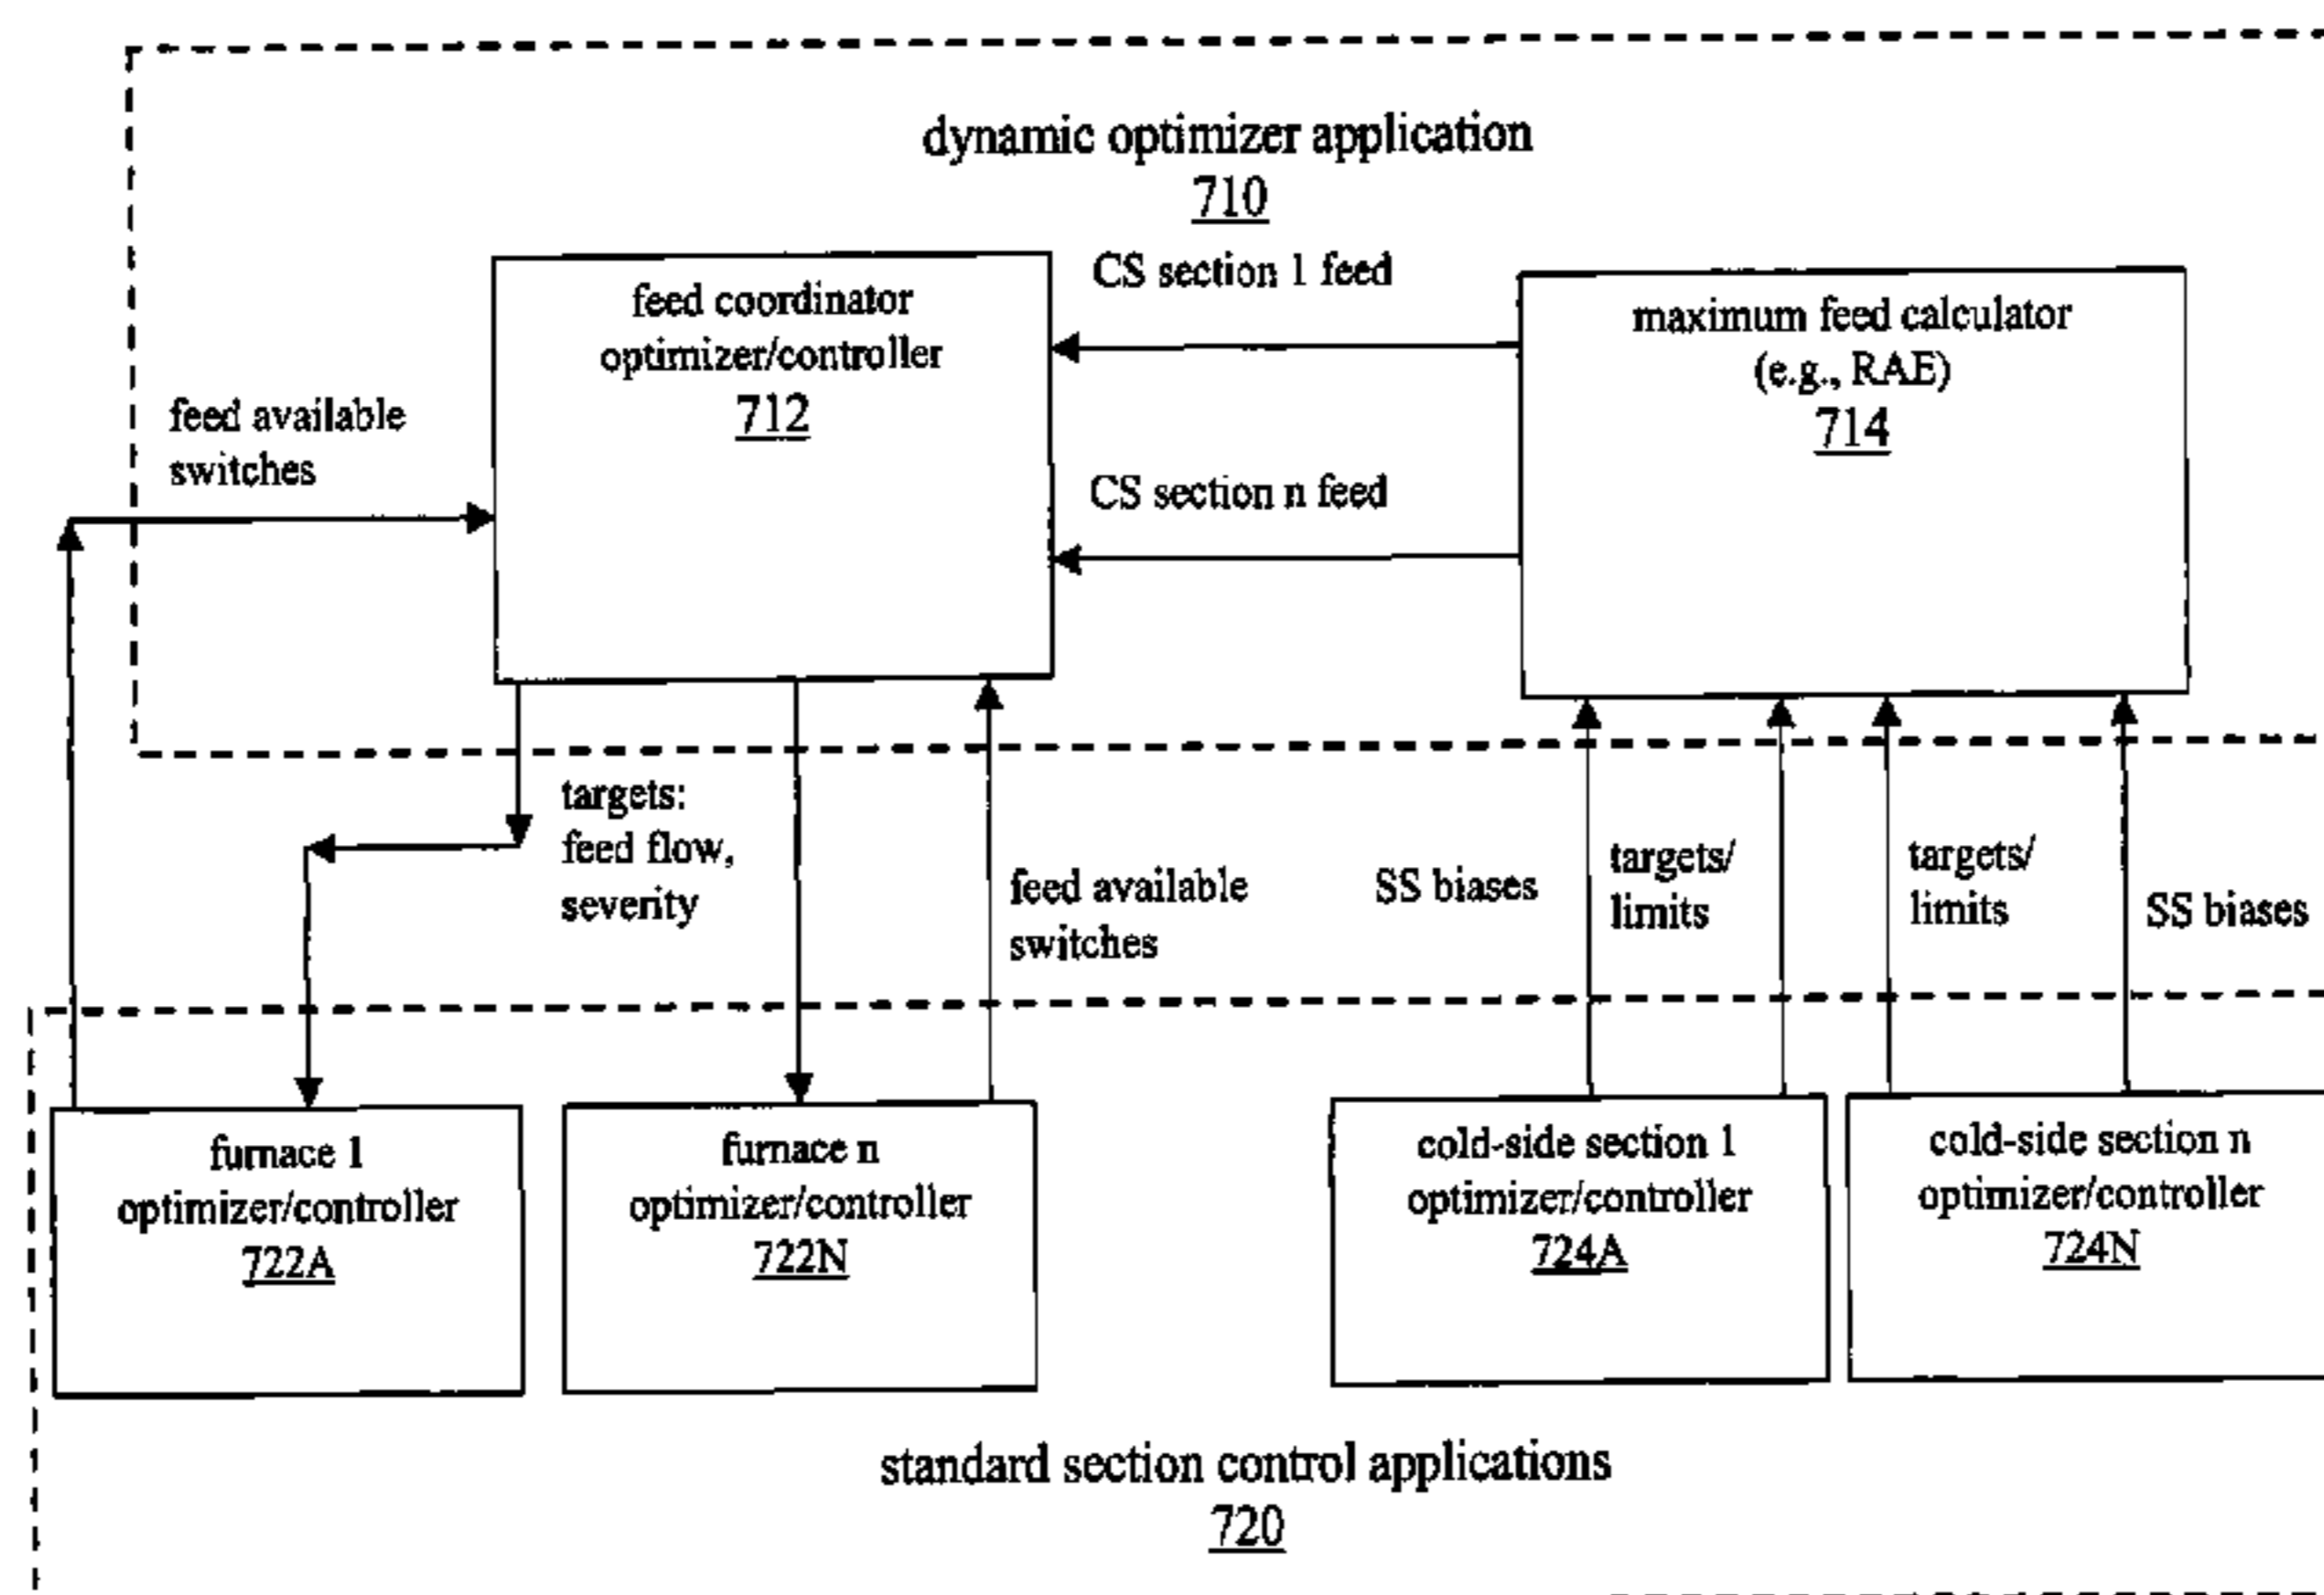 dynamic optimizer application
710
feed coordinator
optimizer/controller
712
CS section 1 feed
CS section n feed
maximum feed calculator
(e.g., RAE)
714
feed available
switches
targets:
feed flow,
severity
feed available
switches
SS biases
targets/
limits
targets/
limits
SS biases
furnace 1
optimizer/controller
722A
furnace n
optimizer/controller
722N
cold-side section 1
optimizer/controller
724A
cold-side section n
optimizer/controller
724N
standard section control applications
720